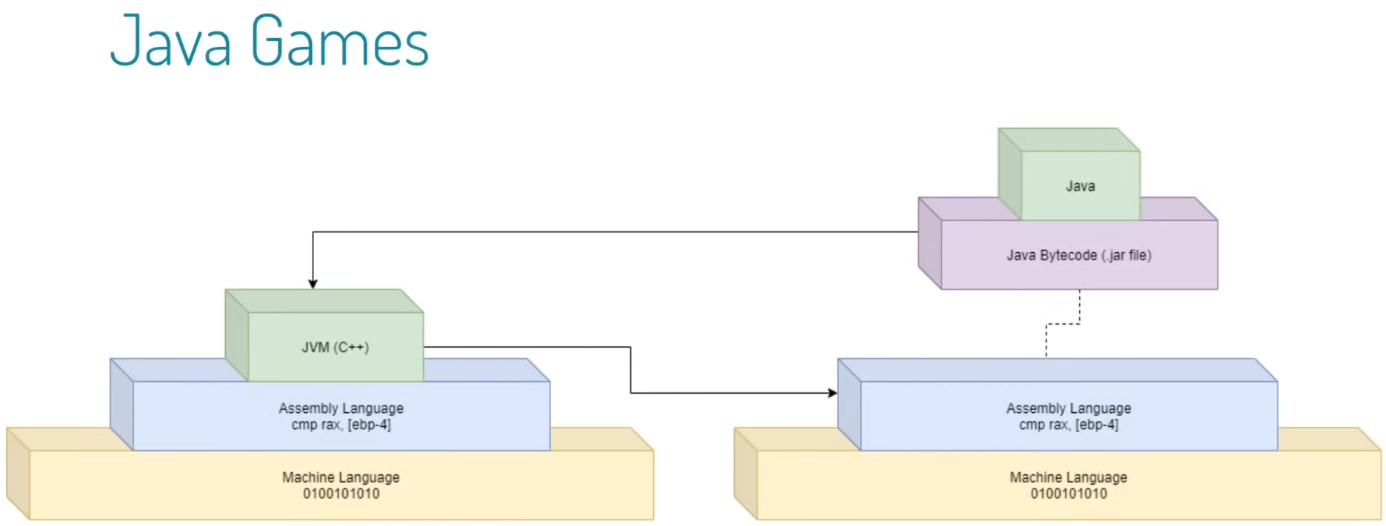 Java Games
Java
Java Bytecode (.jar file)
JVM (C++)
Assembly Language
cmp rax, [ebp-4]
Machine Language
0100101010
Assembly Language
cmp rax, [ebp-4]
Machine Language
0100101010